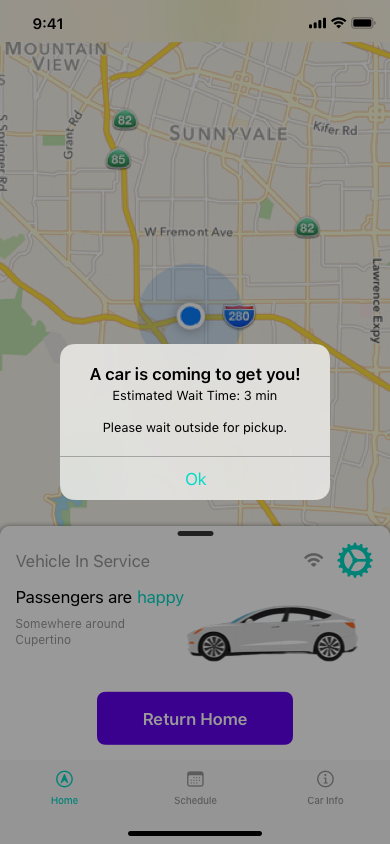 9:41
MOUNTAIN
VIEW
82
Grant Rd
SUNNYVALE
Kifer Rd
S Springer Rd
85
W Fremont Ave
82
Lawrence Expy
280
A car is coming to get you!
Estimated Wait Time: 3 min
Please wait outside for pickup.
Ok
Vehicle In Service
Passengers are happy
Somewhere around
Cupertino
Return Home
Home
Schedule
Car Info